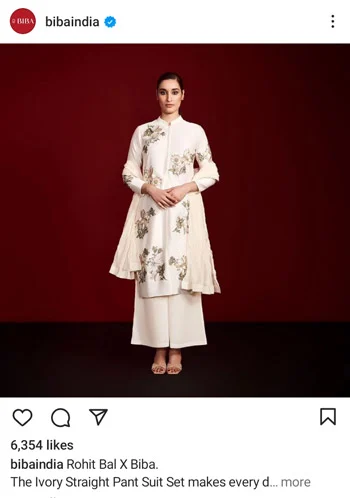 BIBA
bibaindia
6,354 likes
bibaindia Rohit Bal X Biba.
The Ivory Straight Pant Suit Set makes every d... more